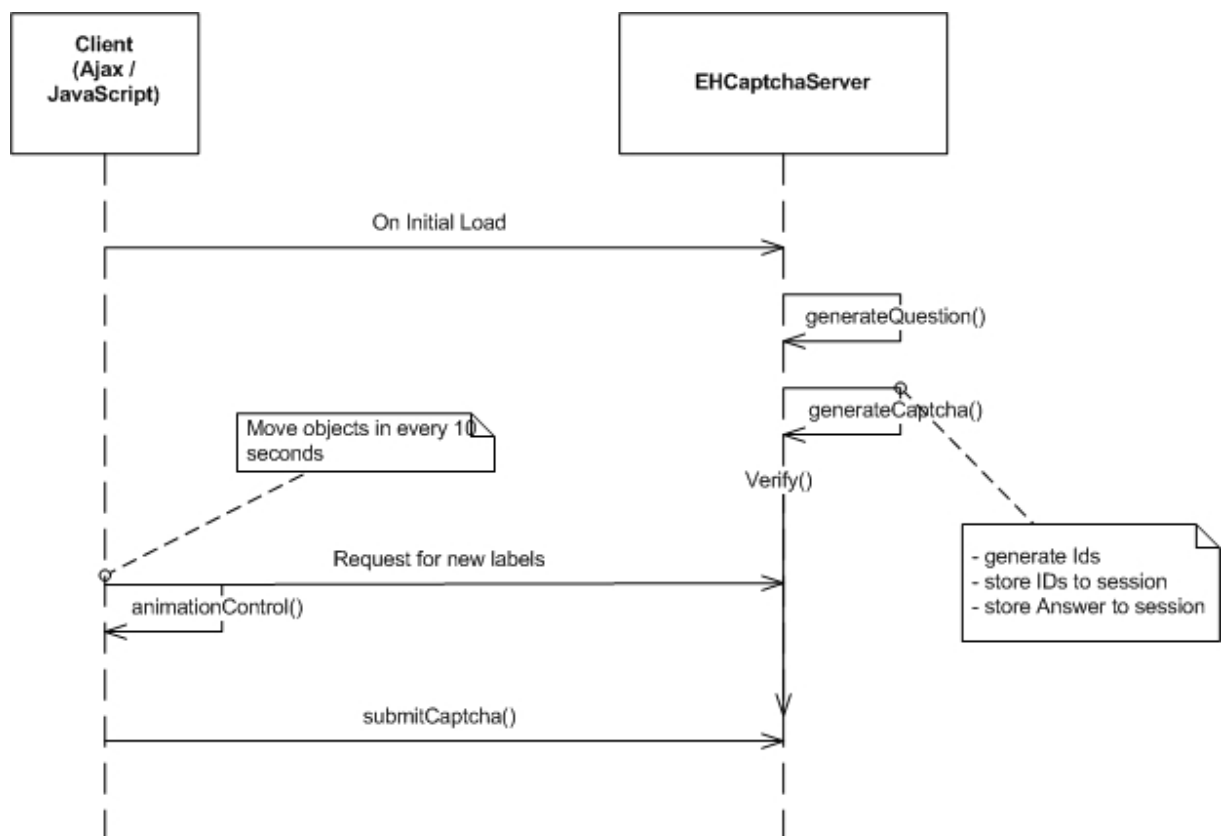 Client
(Ajax /
JavaScript)
EHCaptchaServer
On Initial Load
generateQuestion()
generateCaptcha()
Move objects in every 10
seconds
Verify()
- generate Ids
- store IDs to session
- store Answer to session
Request for new labels
animationControl()
submitCaptcha()